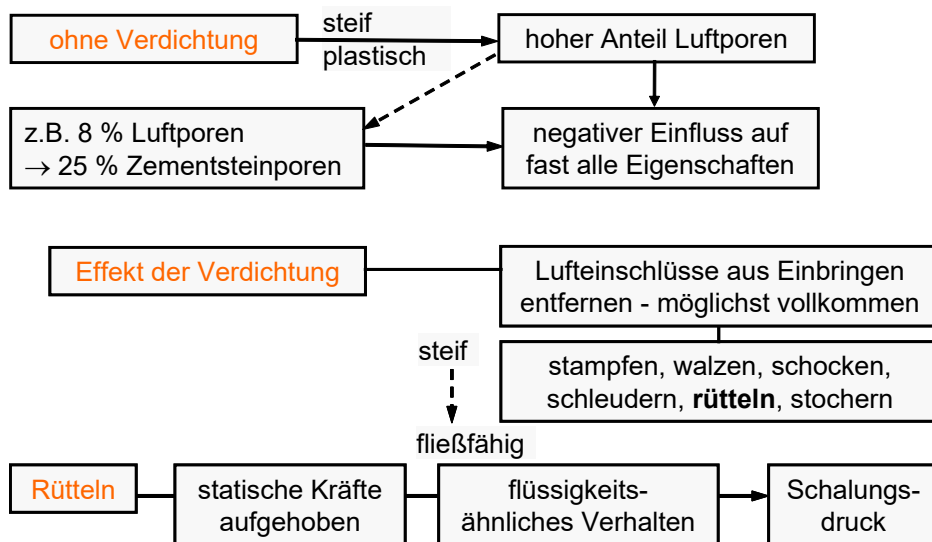 ohne Verdichtung
steif
plastisch
hoher Anteil Luftporen
z.B. 8 % Luftporen
→ 25 % Zementsteinporen
negativer Einfluss auf
fast alle Eigenschaften
Effekt der Verdichtung
Lufteinschlüsse aus Einbringen
entfernen - möglichst vollkommen
stampfen, walzen, schocken,
schleudern, rütteln, stochern
steif
fließfähig
Rütteln
statische Kräfte
aufgehoben
flüssigkeits-
ähnliches Verhalten
Schalungs-
druck